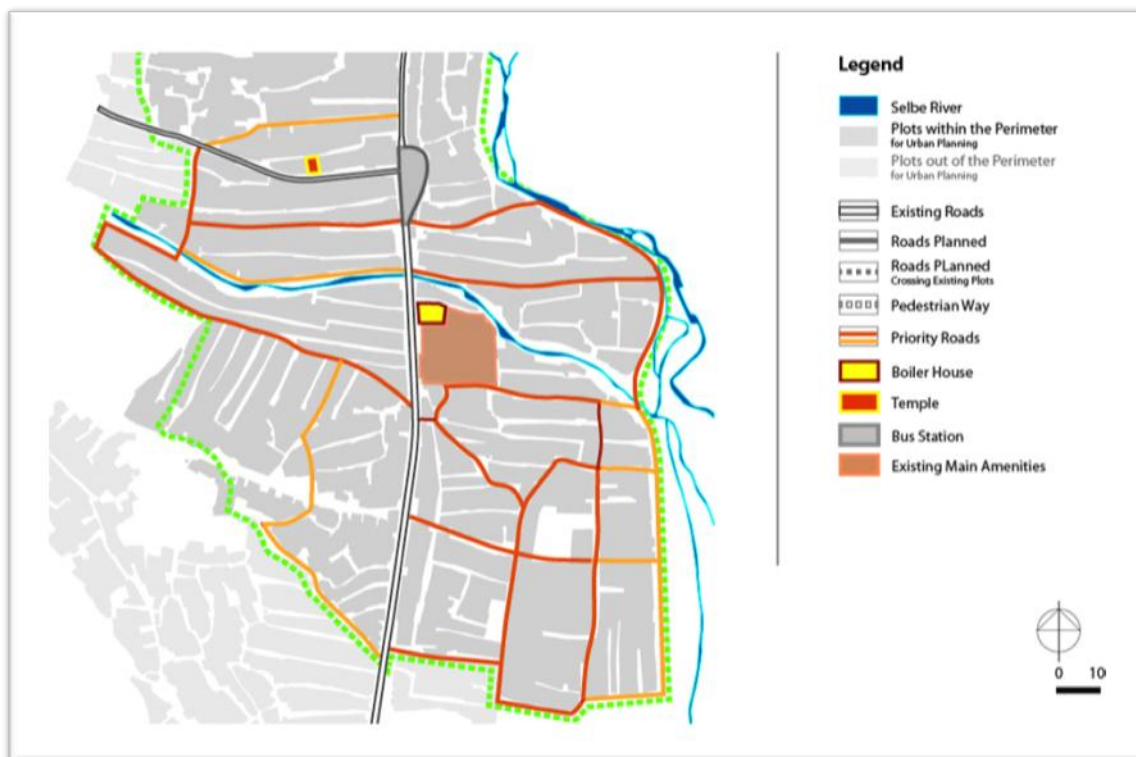 Legend
Selbe River
Plots within the Perimeter
for Urban Planning
Plots out of the Perimeter
for Urban Planning
Existing Roads
Roads Planned
Roads PLanned
Crossing Existing Plots
Pedestrian Way
Priority Roads
Boiler House
Temple
Bus Station
Existing Main Amenities
0 10